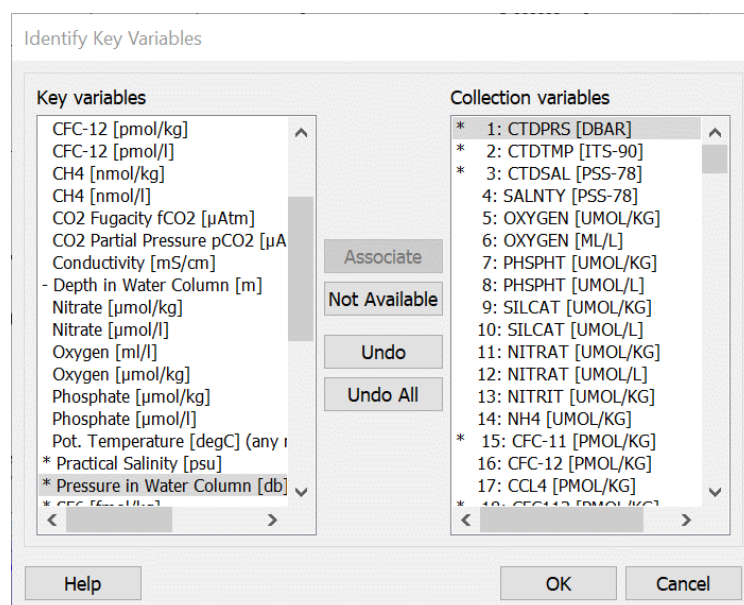 Identify Key Variables
Key variables
CFC-12 [pmol/kg]
CFC-12 [pmol/l]
CH4 [nmol/kg]
CH4 [nmol/l]
CO2 Fugacity fCO2 [µAtm]
CO2 Partial Pressure pCO2 [µA
Conductivity [mS/cm]
- Depth in Water Column [m]
Nitrate [µmol/kg]
Nitrate [µmol/l]
Oxygen [ml/l]
Oxygen [µmol/kg]
Phosphate [µmol/kg]
Phosphate [µmol/l]
Pot. Temperature [degC] (any
* Practical Salinity [psu]
* Pressure in Water Column [db]
Associate
Not Available
Undo
Undo All
Collection variables
* 1: CTDPRS [DBAR]
* 2: CTDTMP [ITS-90]
* 3: CTDSAL [PSS-78]
4: SALNTY [PSS-78]
5: OXYGEN [UMOL/KG]
6: OXYGEN [ML/L]
7: PHSPHT [UMOL/KG]
8: PHSPHT [UMOL/L]
9: SILCAT [UMOL/KG]
10: SILCAT [UMOL/L]
11: NITRAT [UMOL/KG]
12: NITRAT [UMOL/L]
13: NITRIT [UMOL/KG]
14: NH4 [UMOL/KG]
* 15: CFC-11 [PMOL/KG]
16: CFC-12 [PMOL/KG]
17: CCL4 [PMOL/KG]
Help
OK
Cancel